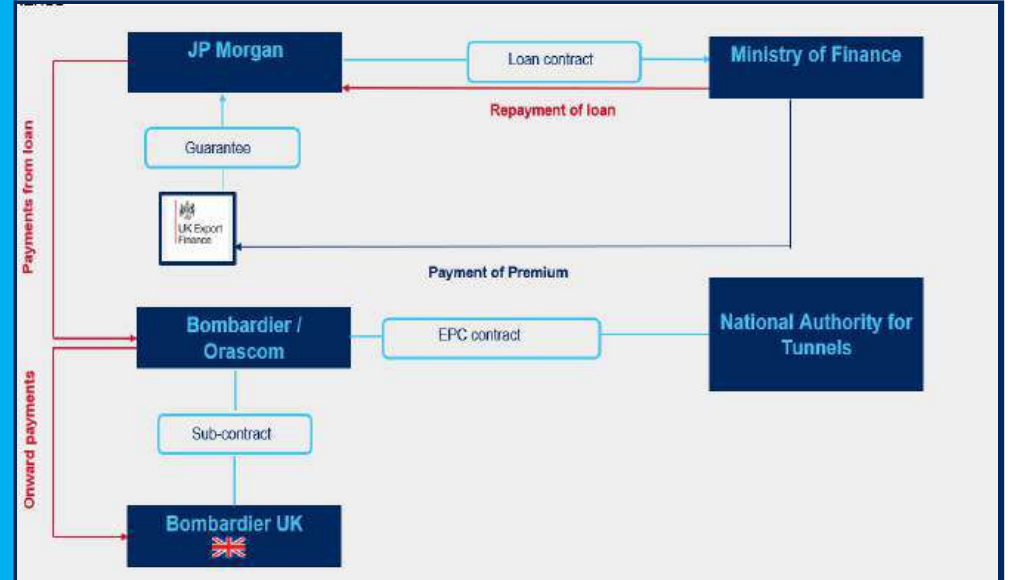 JP Morgan
Loan contract
Ministry of Finance
Repayment of loan
Guarantee
Payments from loan
UK Export
Finance
Payment of Premium
Bombardier /
Orascom
EPC contract
National Authority for
Tunnels
Onward payments
Sub-contract
Bombardier UK